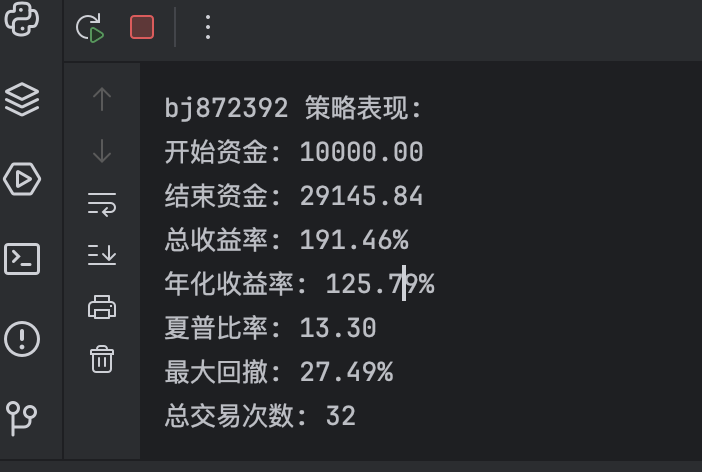 bj872392 策略表现:
开始资金: 10000.00
结束资金: 29145.84
总收益率: 191.46%
年化收益率: 125.79%
夏普比率: 13.30
最大回撤: 27.49%
总交易次数: 32